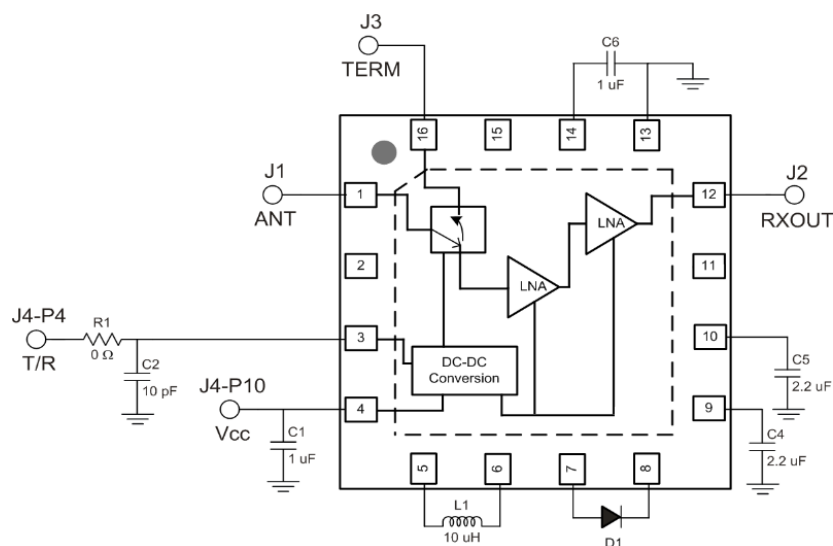 J3
TERM
C6
1 uF
16
15
14
13
J1
ANT
1
12
J2
RXOUT
LNA
LNA
2
11
J4-P4
T/R
R1
0 Ω
3
10
C2
10 pF
DC-DC
Conversion
C5
2.2 uF
J4-P10
Vcc
4
9
C1
1 uF
C4
2.2 uF
5
6
7
8
L1
10 uH
D1